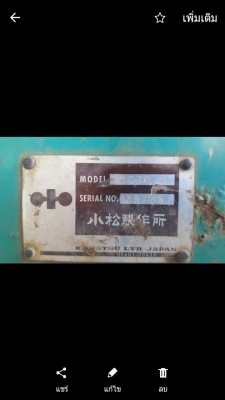 เพิ่มเติม
MODEL
SERIAL NO.
小松製作所
KOMATSU LTD JAPAN
แชร์
แก้ไข
ลบ